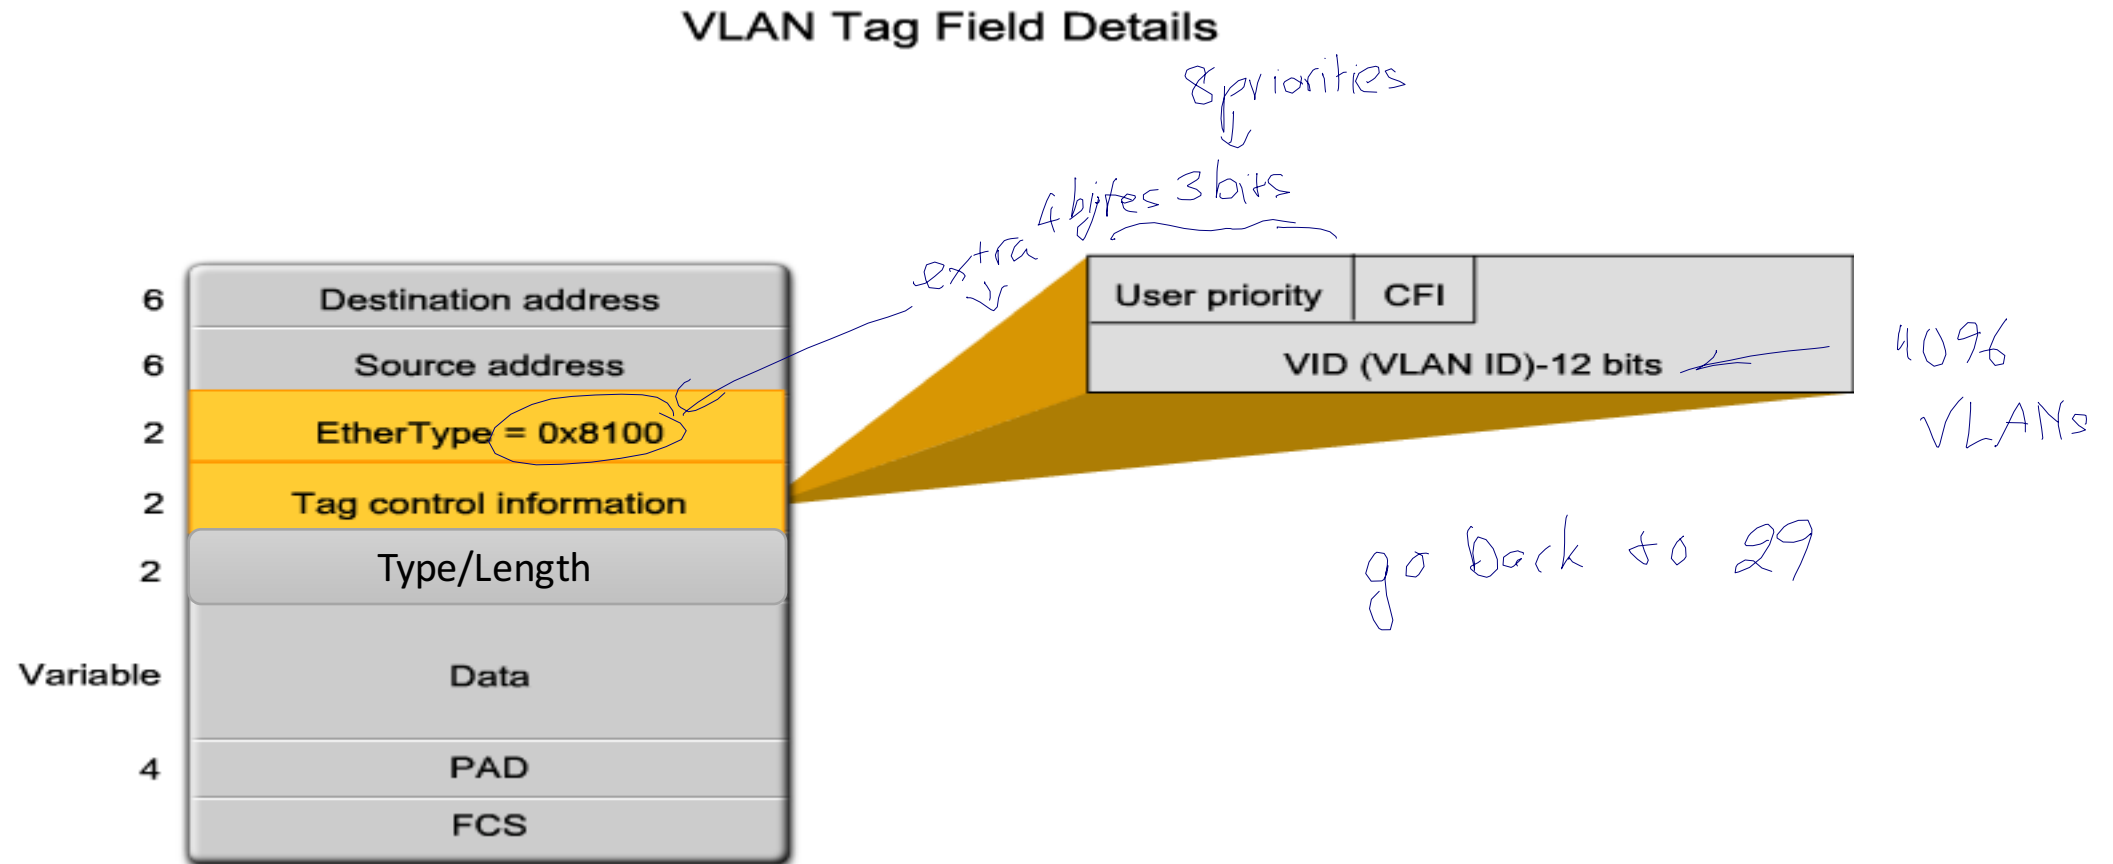 VLAN Tag Field Details
8 priorities
extra 4 bytes 3 bits
6 Destination address
6 Source address
2 EtherType = 0x8100
2 Tag control information
2 Type/Length
Variable Data
4 PAD
FCS
User priority CFI
VID (VLAN ID)-12 bits
4096
VLANs
go back to 29